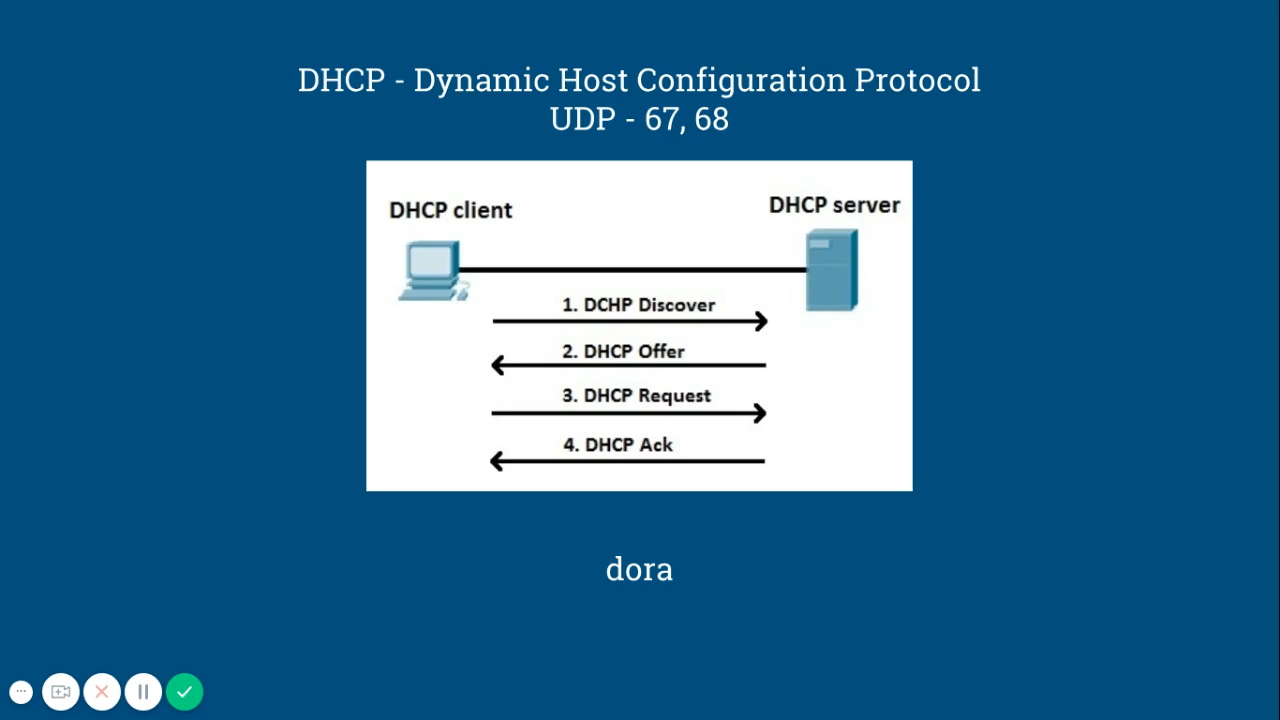 DHCP - Dynamic Host Configuration Protocol
UDP - 67, 68
DHCP client
DHCP server
1. DCHP Discover
2. DHCP Offer
3. DHCP Request
4. DHCP Ack
dora